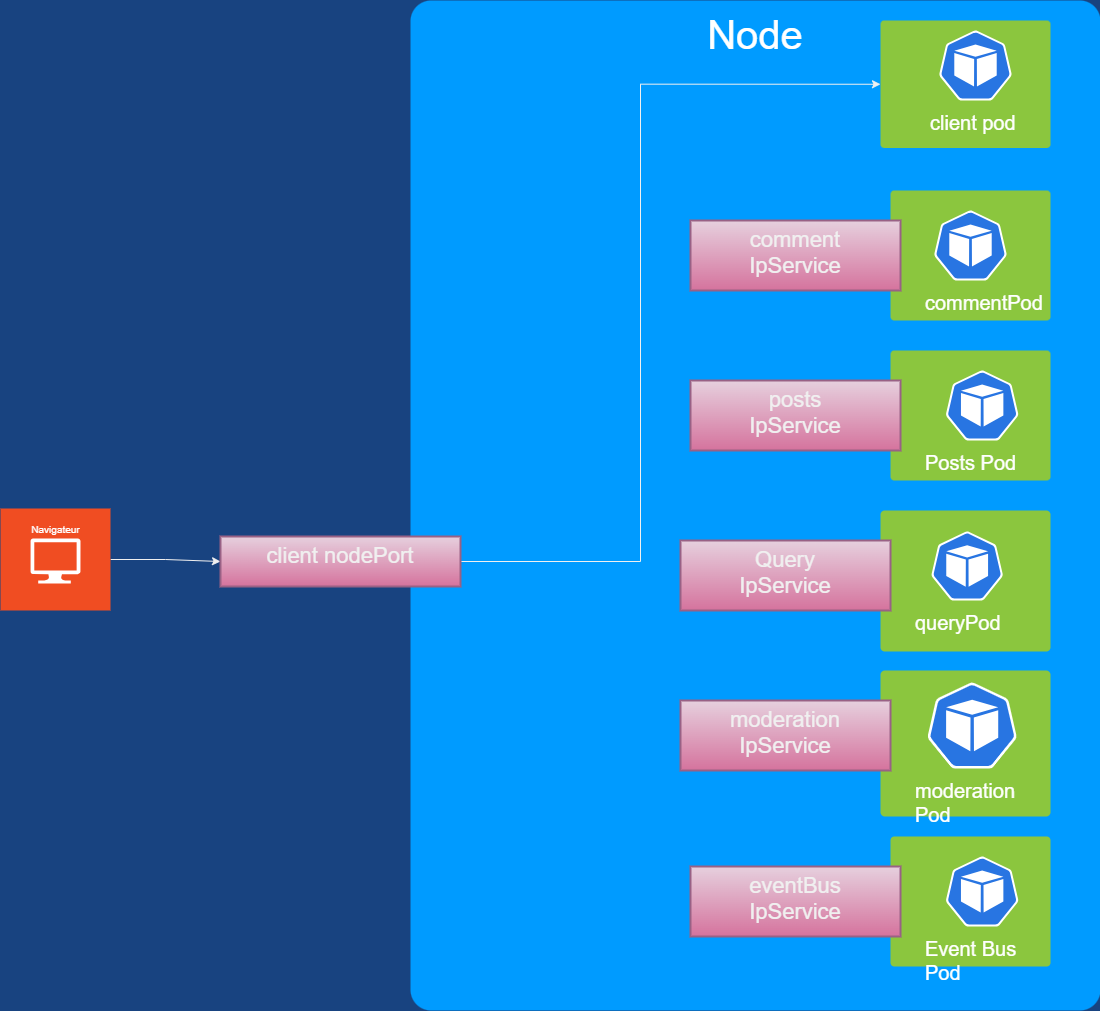 Node
client pod
comment
IpService
commentPod
posts
IpService
Posts Pod
Navigateur
client nodePort
Query
IpService
queryPod
moderation
IpService
moderation
Pod
eventBus
IpService
Event Bus
Pod